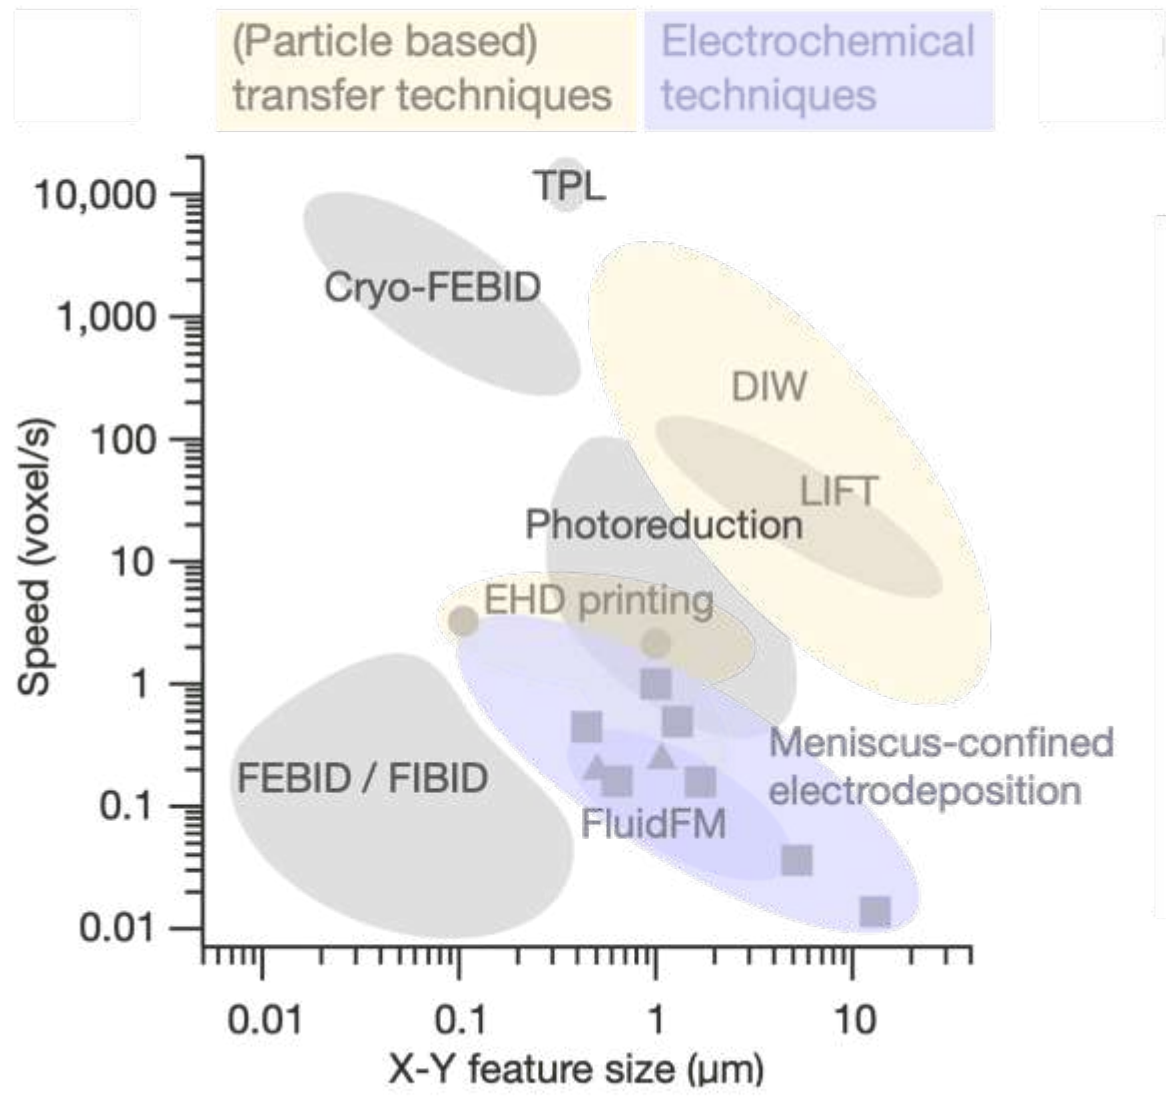 (Particle based)
transfer techniques
Electrochemical
techniques
TPL
10,000
Cryo-FEBID
1,000
DIW
100
LIFT
Photoreduction
10
EHD printing
1
Meniscus-confined
electrodeposition
FEBID / FIBID
0.1
FluidFM
0.01
Speed (voxel/s)
0.01 0.1 1 10
X-Y feature size (μm)